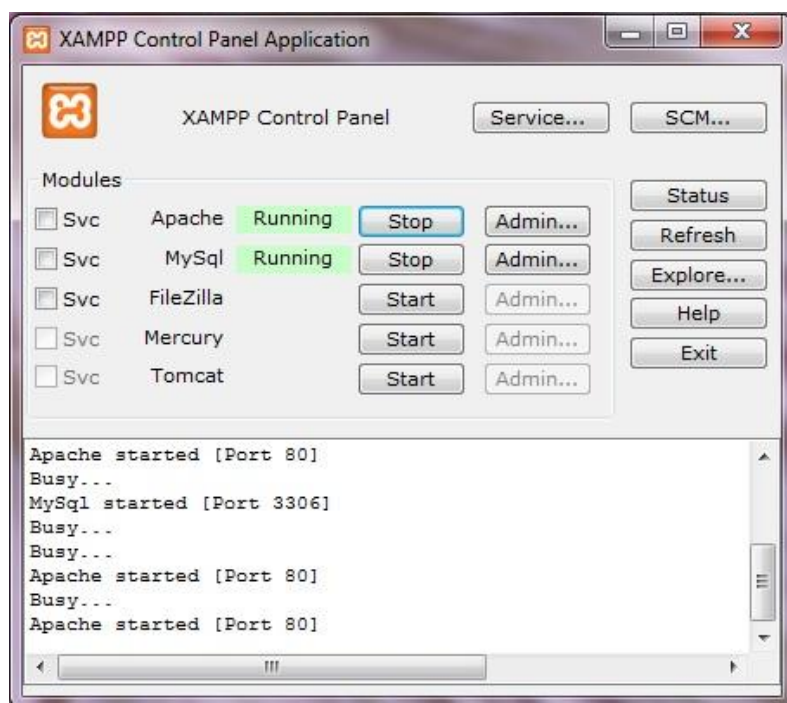 XAMPP Control Panel Application
XAMPP Control Panel Service... SCM...
Modules
Status
Svc Apache Running Stop Admin...
Refresh
Svc MySql Running Stop Admin...
Explore...
Svc FileZilla Start Admin...
Help
Svc Mercury Start Admin...
Exit
Svc Tomcat Start Admin...
Apache started [Port 80]
Busy...
MySql started [Port 3306]
Busy...
Busy...
Apache started [Port 80]
Busy...
Apache started [Port 80]